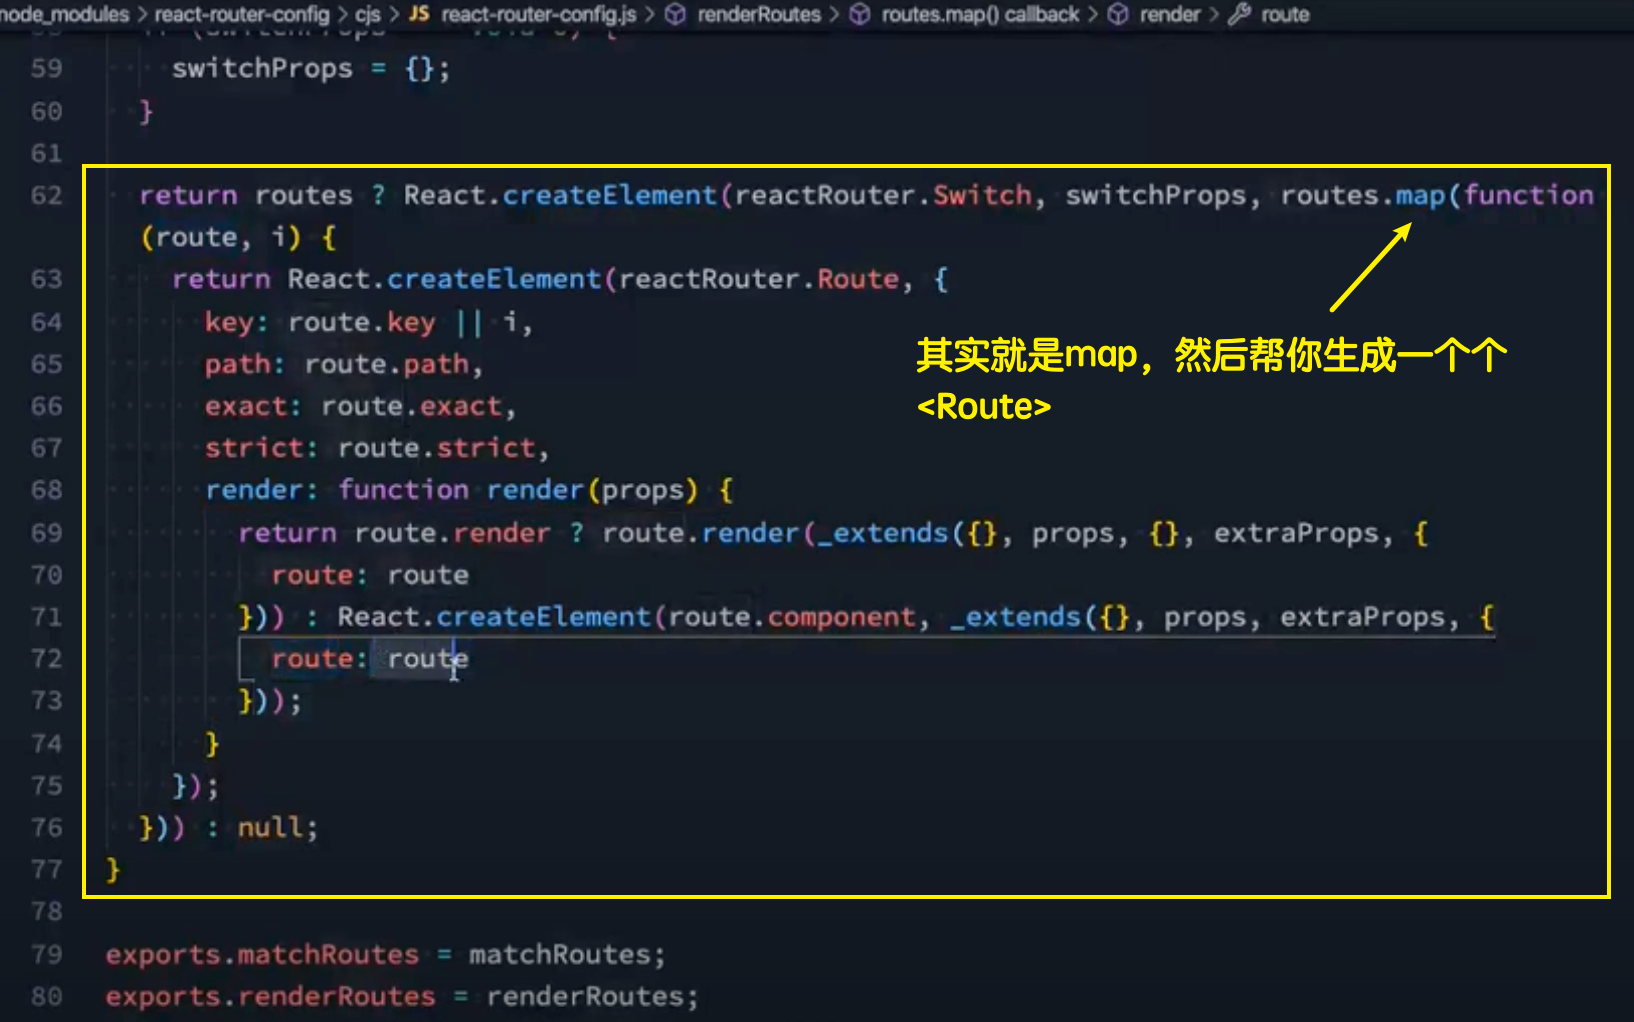 node_modules > react-router-config > cjs > JS react-router-config.js > renderRoutes > routes.map() callback > render > route
59 switchProps = {};
60 }
61
62 return routes ? React.createElement(reactRouter.Switch, switchProps, routes.map(function
(route, i) {
63 return React.createElement(reactRouter.Route, {
64 key: route.key || i,
65 path: route.path,
66 exact: route.exact,
67 strict: route.strict,
68 render: function render(props) {
69 return route.render ? route.render(_extends({}, props, {}, extraProps, {
70 route: route
71 })) : React.createElement(route.component, _extends({}, props, extraProps, {
72 route: route
73 }));
74 }
75 });
76 })) : null;
77 }
78
79 exports.matchRoutes = matchRoutes;
80 exports.renderRoutes = renderRoutes;
其实就是map，然后帮你生成一个个
<Route>